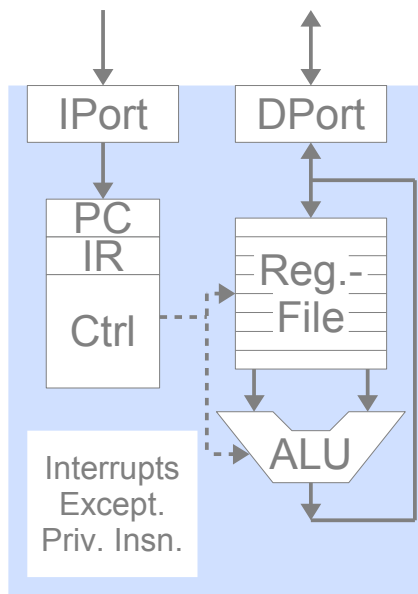 IPort
DPort
PC
IR
Ctrl
Reg.-
File
ALU
Interrupts
Except.
Priv. Insn.